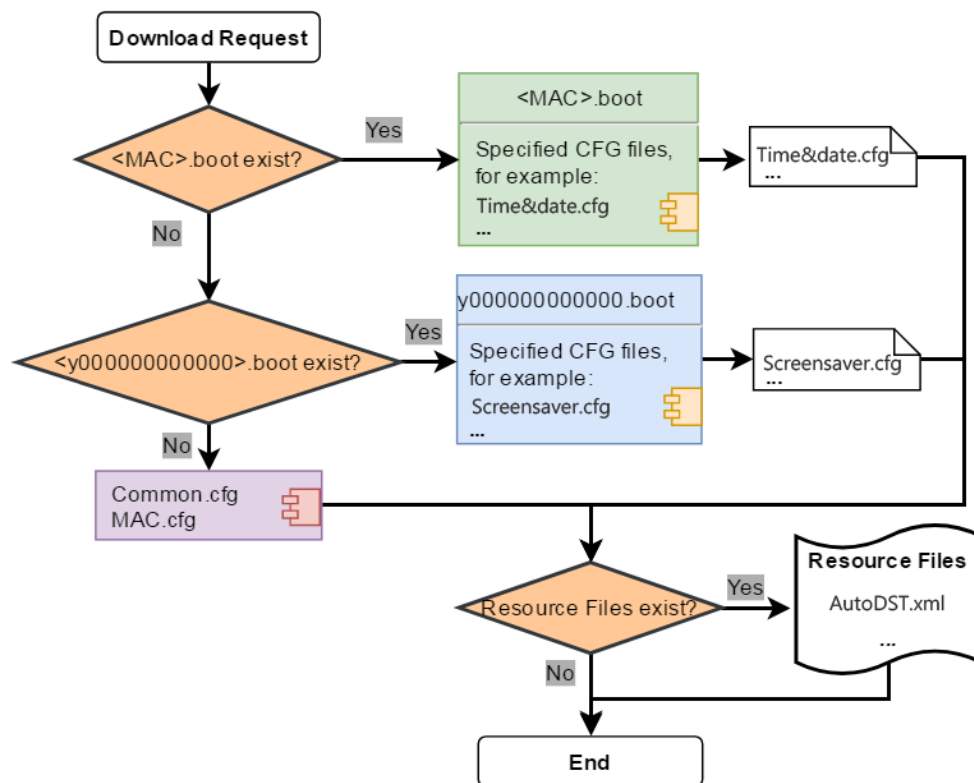 Download Request
<MAC>.boot exist?
Yes
<MAC>.boot
Specified CFG files,
for example:
Time&date.cfg
...
Time&date.cfg
...
No
<y000000000000>.boot exist?
Yes
y000000000000.boot
Specified CFG files,
for example:
Screensaver.cfg
...
Screensaver.cfg
...
No
Common.cfg
MAC.cfg
Resource Files exist?
Yes
Resource Files
AutoDST.xml
...
No
End